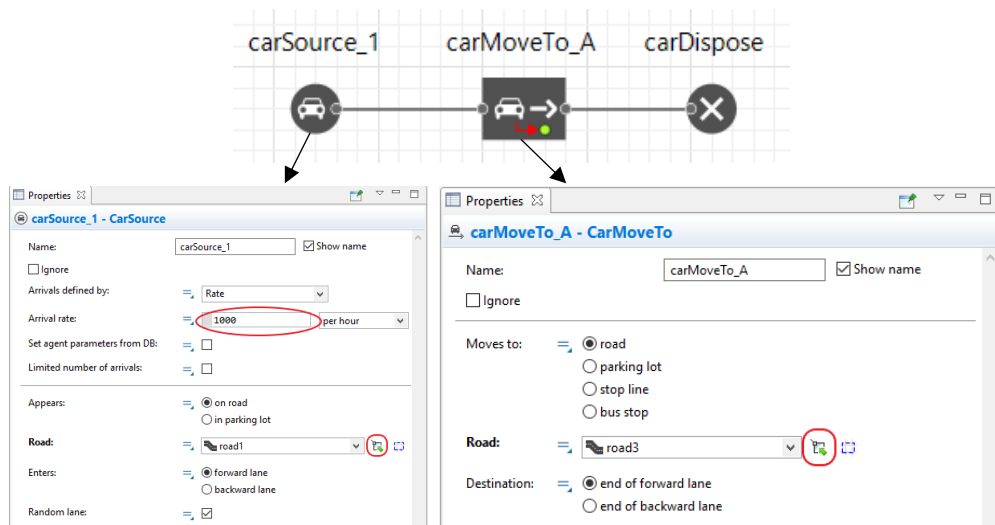 carSource_1 carMoveTo_A carDispose
Properties
carSource_1 - CarSource
Name: carSource_1 Show name
Ignore
Arrivals defined by: Rate
Arrival rate: 1000 per hour
Set agent parameters from DB:
Limited number of arrivals:
Appears: on road
in parking lot
Road: road1
Enters: forward lane
backward lane
Random lane:
Properties
carMoveTo_A - CarMoveTo
Name: carMoveTo_A Show name
Ignore
Moves to: road
parking lot
stop line
bus stop
Road: road3
Destination: end of forward lane
end of backward lane